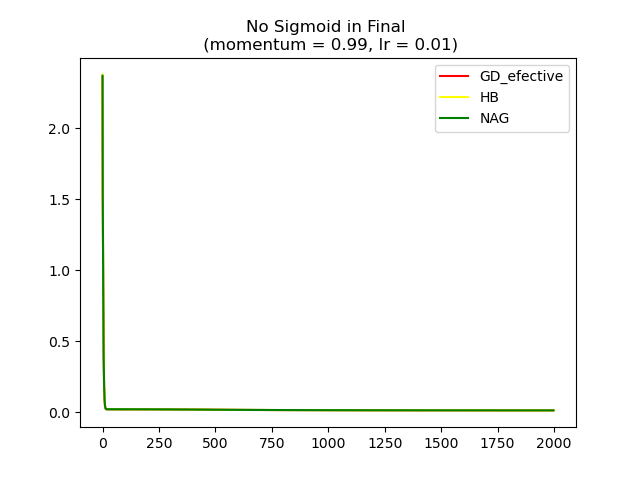 No Sigmoid in Final
(momentum = 0.99, lr = 0.01)
GD_efective
HB
NAG
2.0
1.5
1.0
0.5
0.0
0 250 500 750 1000 1250 1500 1750 2000